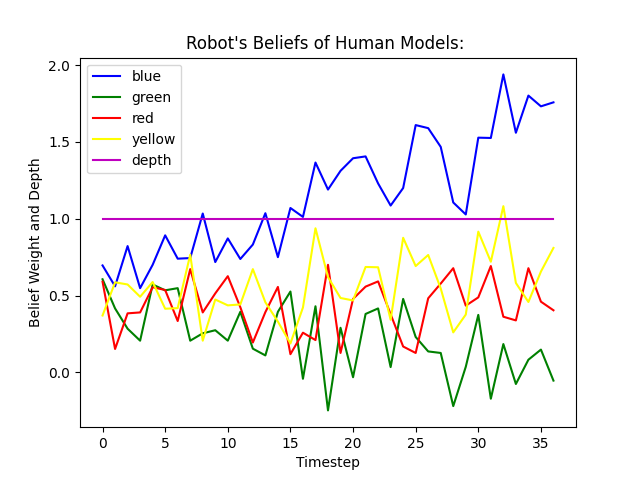 Robot's Beliefs of Human Models:
blue
green
red
yellow
depth
Belief Weight and Depth
2.0
1.5
1.0
0.5
0.0
0 5 10 15 20 25 30 35
Timestep